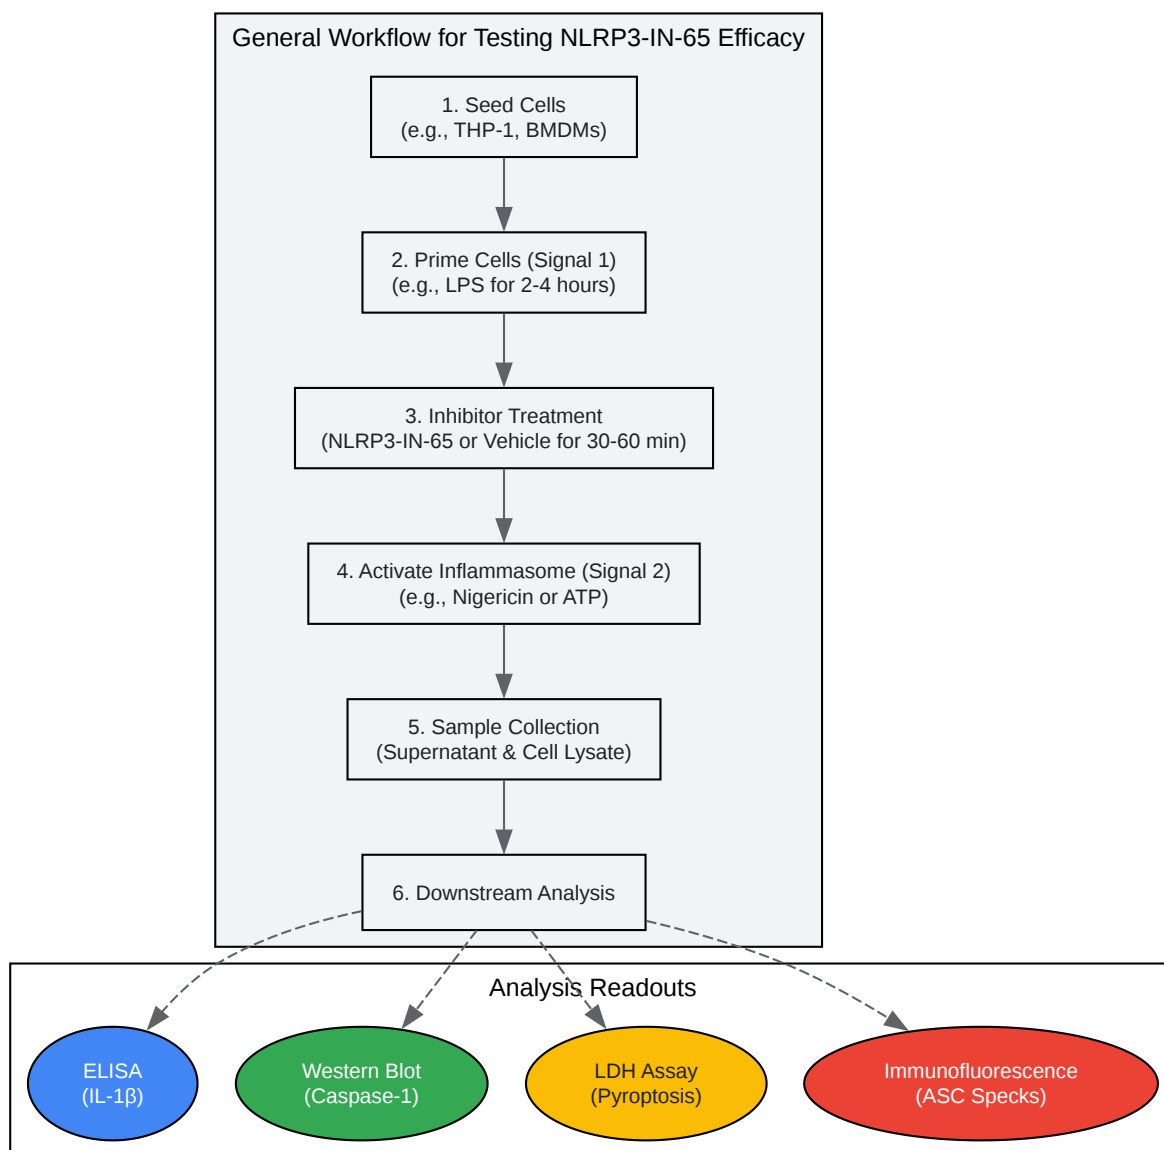 General Workflow for Testing NLRP3-IN-65 Efficacy
1. Seed Cells
(e.g., THP-1, BMDMs)
2. Prime Cells (Signal 1)
(e.g., LPS for 2-4 hours)
3. Inhibitor Treatment
(NLRP3-IN-65 or Vehicle for 30-60 min)
4. Activate Inflammasome (Signal 2)
(e.g., Nigericin or ATP)
5. Sample Collection
(Supernatant & Cell Lysate)
6. Downstream Analysis
Analysis Readouts
ELISA
(IL-1β)
Western Blot
(Caspase-1)
LDH Assay
(Pyroptosis)
Immunofluorescence
(ASC Specks)